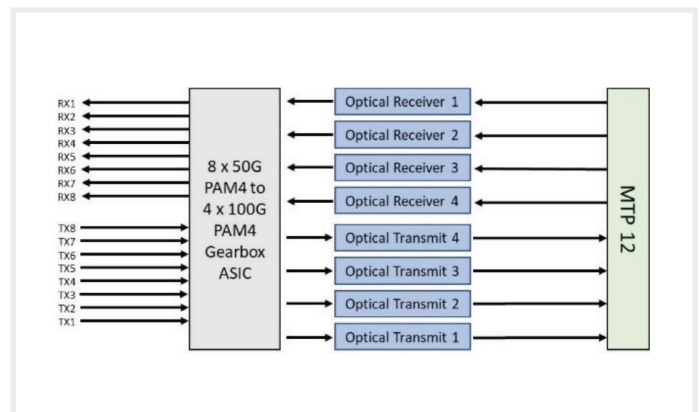 RX1
RX2
RX3
RX4
RX5
RX6
RX7
RX8
TX8
TX7
TX6
TX5
TX4
TX3
TX2
TX1
8 x 50G
PAM4 to
4 x 100G
PAM4
Gearbox
ASIC
Optical Receiver 1
Optical Receiver 2
Optical Receiver 3
Optical Receiver 4
Optical Transmit 4
Optical Transmit 3
Optical Transmit 2
Optical Transmit 1
MTP 12